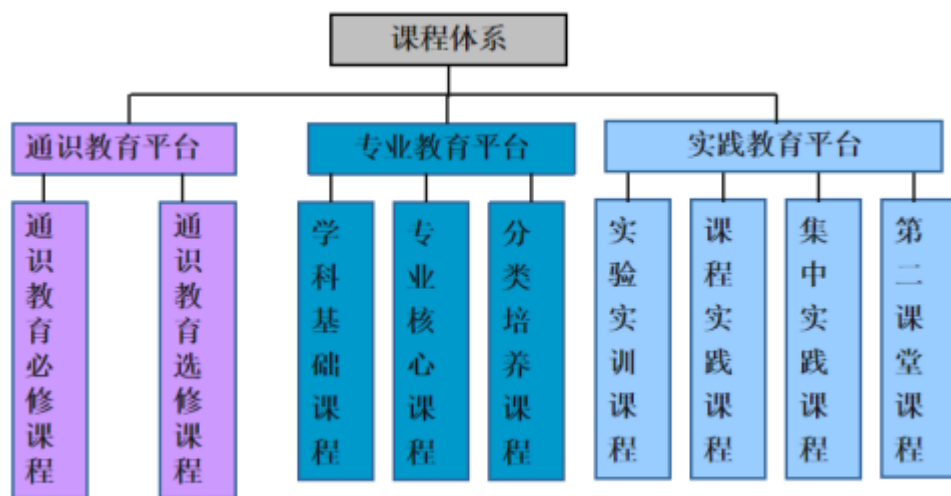 课程体系
通识教育平台
专业教育平台
实践教育平台
通识教育必修课程
通识教育选修课程
学科基础课程
专业核心课程
分类培养课程
实验实训课程
课程实践课程
集中实践课程
第二课堂课程